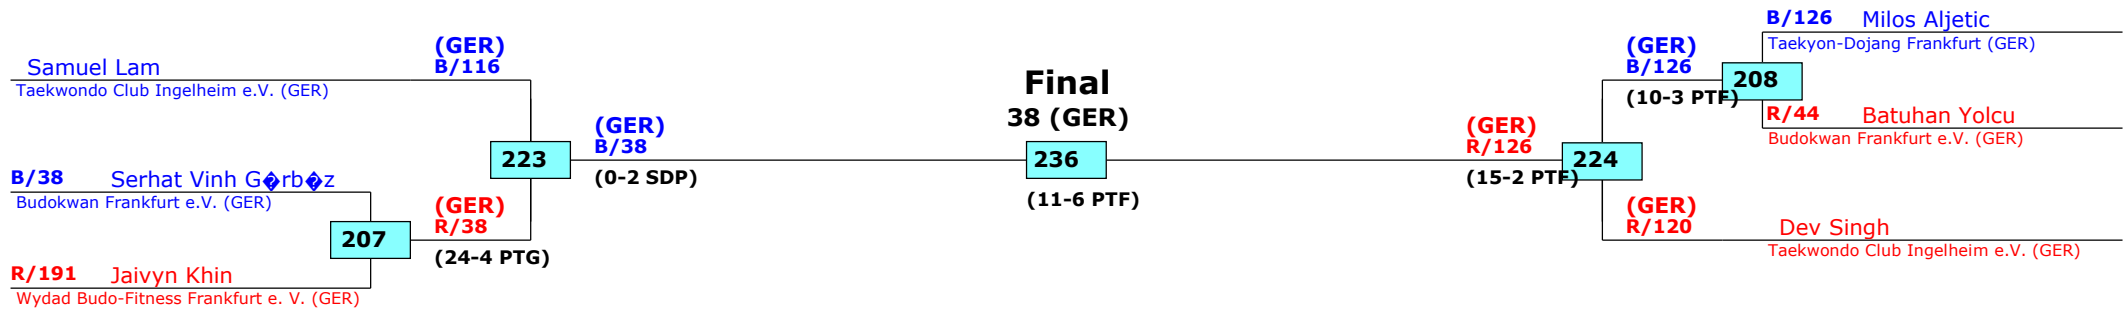 Samuel Lam
Taekwondo Club Ingelheim e.V. (GER)
(GER)
B/116
B/38 Serhat Vinh G�rb�z
Budokwan Frankfurt e.V. (GER)
207
R/191 Jaivyn Khin
Wydad Budo-Fitness Frankfurt e. V. (GER)
(GER)
R/38
(24-4 PTG)
223
(GER)
B/38
(0-2 SDP)
Final
38 (GER)
236
(11-6 PTF)
(GER)
R/126
(15-2 PTF)
224
(GER)
B/126
(10-3 PTF)
208
B/126 Milos Aljetic
Taekyon-Dojang Frankfurt (GER)
R/44 Batuhan Yolcu
Budokwan Frankfurt e.V. (GER)
(GER)
R/120
Dev Singh
Taekwondo Club Ingelheim e.V. (GER)